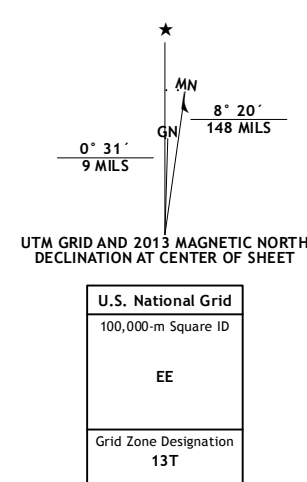 ★
MN
8° 20´
148 MILS
GN
0° 31´
9 MILS
UTM GRID AND 2013 MAGNETIC NORTH
DECLINATION AT CENTER OF SHEET
U.S. National Grid
100,000-m Square ID
EE
Grid Zone Designation
13T